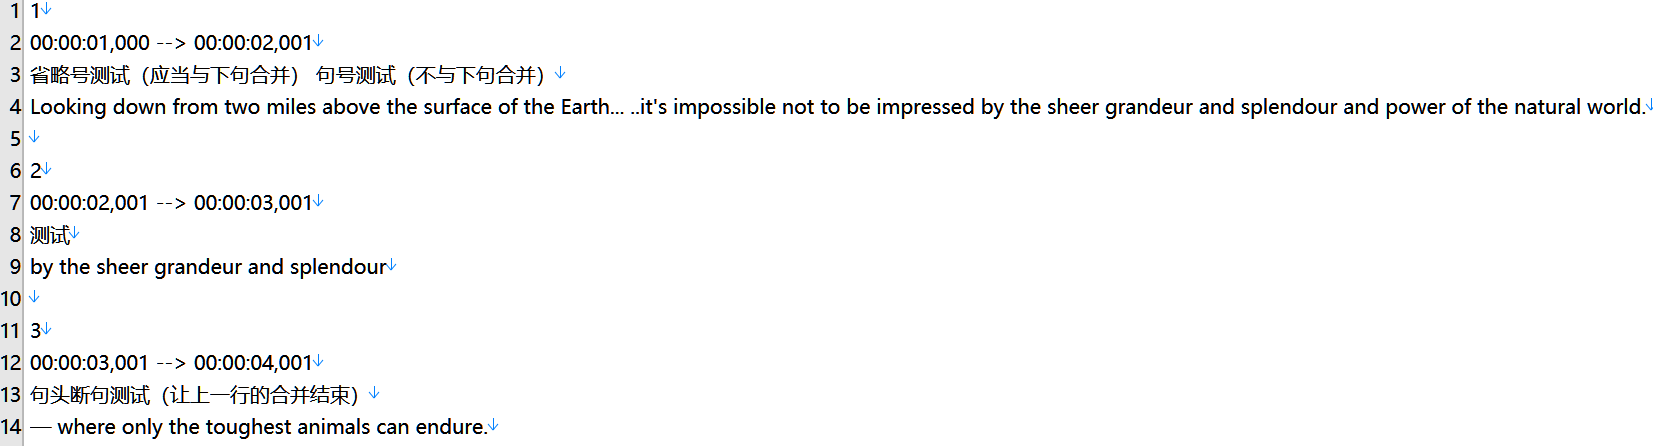 1 1↓
2 00:00:01,000 --> 00:00:02,001↓
3 省略号测试（应当与下句合并） 句号测试（不与下句合并）↓
4 Looking down from two miles above the surface of the Earth... ..it's impossible not to be impressed by the sheer grandeur and splendour and power of the natural world.↓
5 ↓
6 2↓
7 00:00:02,001 --> 00:00:03,001↓
8 测试↓
9 by the sheer grandeur and splendour↓
10 ↓
11 3↓
12 00:00:03,001 --> 00:00:04,001↓
13 句头断句测试（让上一行的合并结束）↓
14 — where only the toughest animals can endure.↓